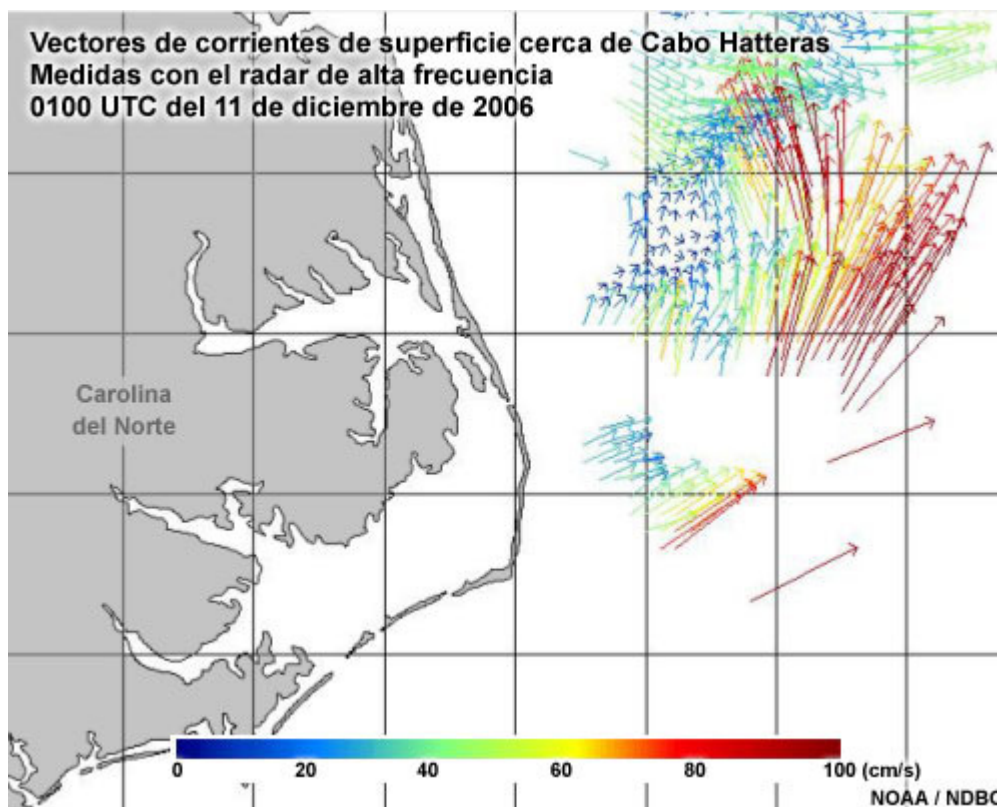 Vectores de corrientes de superficie cerca de Cabo Hatteras
Medidas con el radar de alta frecuencia
0100 UTC del 11 de diciembre de 2006
Carolina
del Norte
0 20 40 60 80 100 (cm/s)
NOAA / NDBC